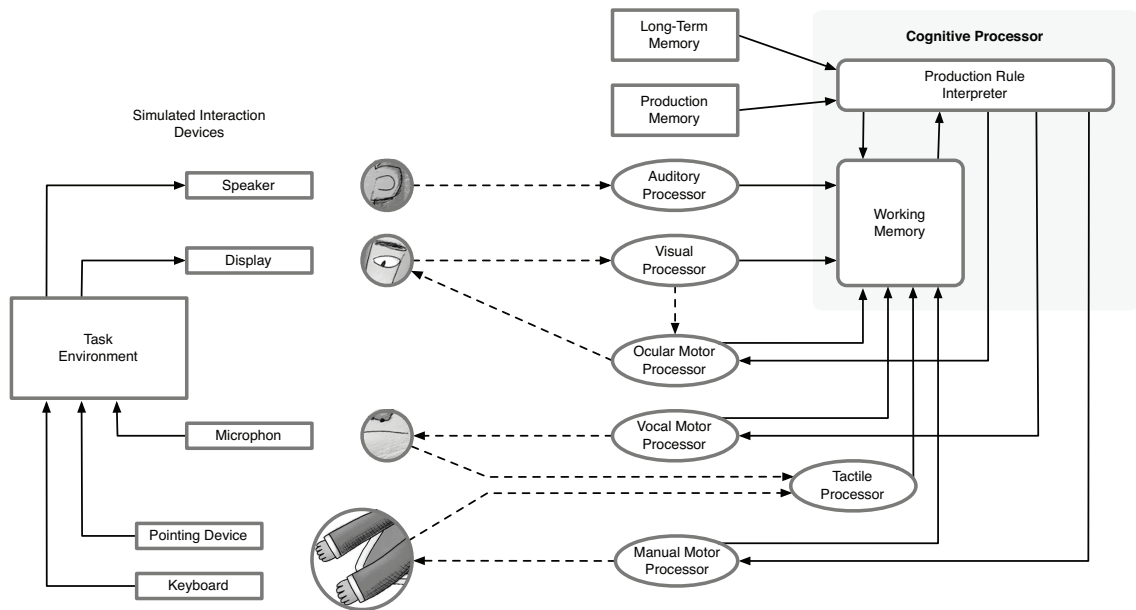 Long-Term
Memory
Cognitive Processor
Production Rule
Interpreter
Production
Memory
Simulated Interaction
Devices
Speaker
Auditory
Processor
Working
Memory
Display
Visual
Processor
Task
Environment
Ocular Motor
Processor
Microphon
Vocal Motor
Processor
Tactile
Processor
Pointing Device
Manual Motor
Processor
Keyboard